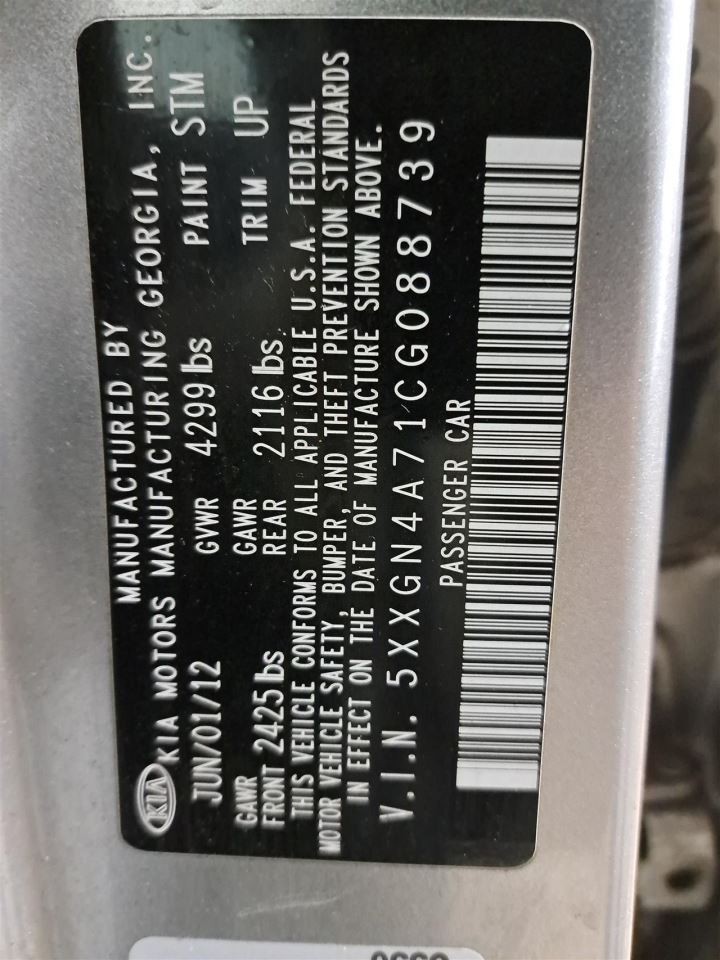 MANUFACTURED BY
KIA KIA MOTORS MANUFACTURING GEORGIA, INC.
JUN/01/12 GVWR 4299 lbs PAINT STM
GAWR FRONT 2425 lbs GAWR REAR 2116 lbs TRIM UP
THIS VEHICLE CONFORMS TO ALL APPLICABLE U.S.A. FEDERAL
MOTOR VEHICLE SAFETY, BUMPER, AND THEFT PREVENTION STANDARDS
IN EFFECT ON THE DATE OF MANUFACTURE SHOWN ABOVE.
V.I.N. 5XXGN4A71CG088739
PASSENGER CAR